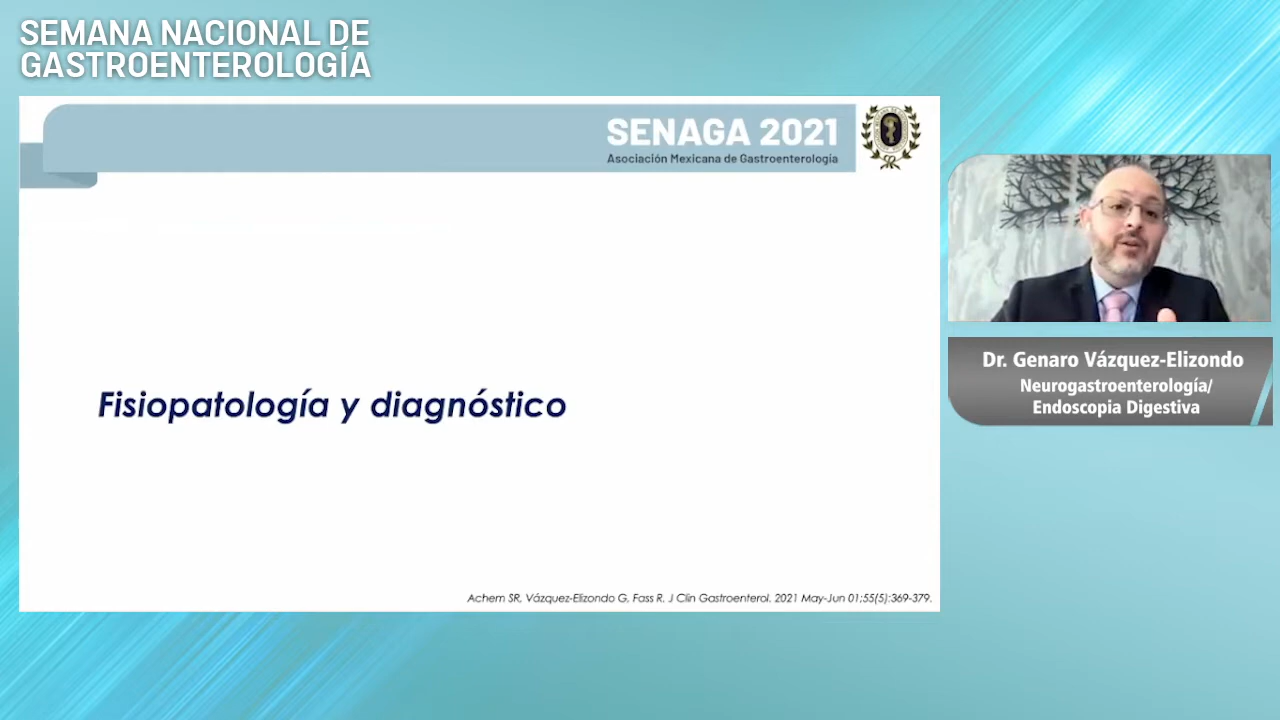 SEMANA NACIONAL DE
GASTROENTEROLOGÍA
SENAGA 2021
Asociación Mexicana de Gastroenterología
Fisiopatología y diagnóstico
Achem SR, Vázquez-Elizondo G, Fass R. J Clin Gastroenterol. 2021 May-Jun 01;55(5):369-379.
Dr. Genaro Vázquez-Elizondo
Neurogastroenterología/
Endoscopia Digestiva